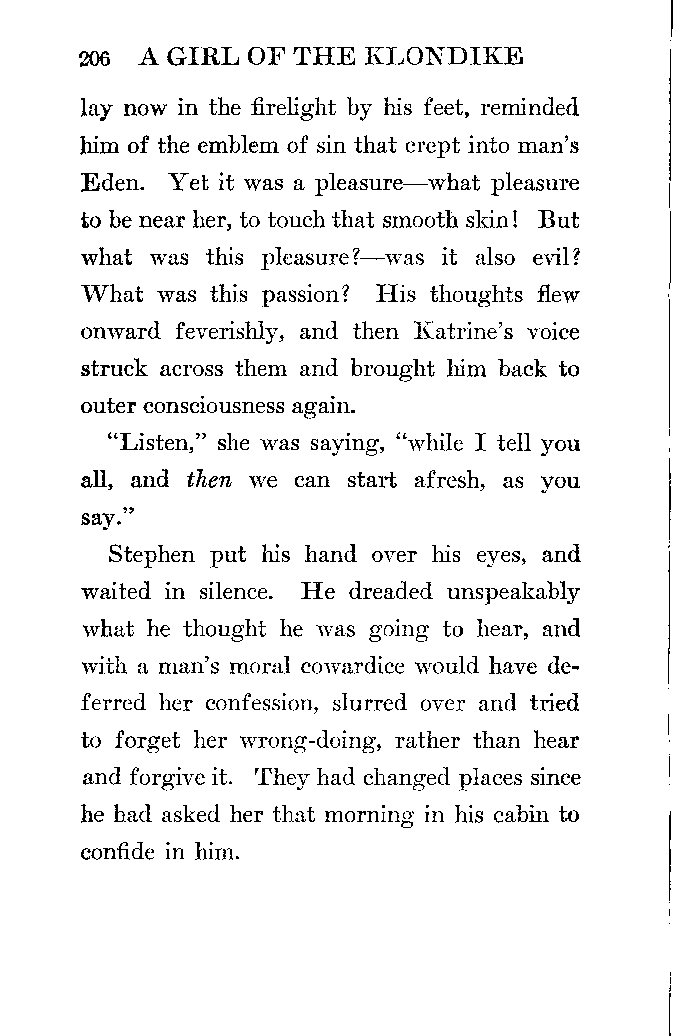 206 A GIRL OF THE KLONDIKE
lay now in the firelight by his feet, reminded
him of the emblem of sin that crept into man's
Eden. Yet it was a pleasure—what pleasure
to be near her, to touch that smooth skin! But
what was this pleasure?—was it also evil?
What was this passion? His thoughts flew
onward feverishly, and then Katrine's voice
struck across them and brought him back to
outer consciousness again.
"Listen," she was saying, "while I tell you
all, and then we can start afresh, as you
say."
Stephen put his hand over his eyes, and
waited in silence. He dreaded unspeakably
what he thought he was going to hear, and
with a man's moral cowardice would have de-
ferred her confession, slurred over and tried
to forget her wrong-doing, rather than hear
and forgive it. They had changed places since
he had asked her that morning in his cabin to
confide in him.